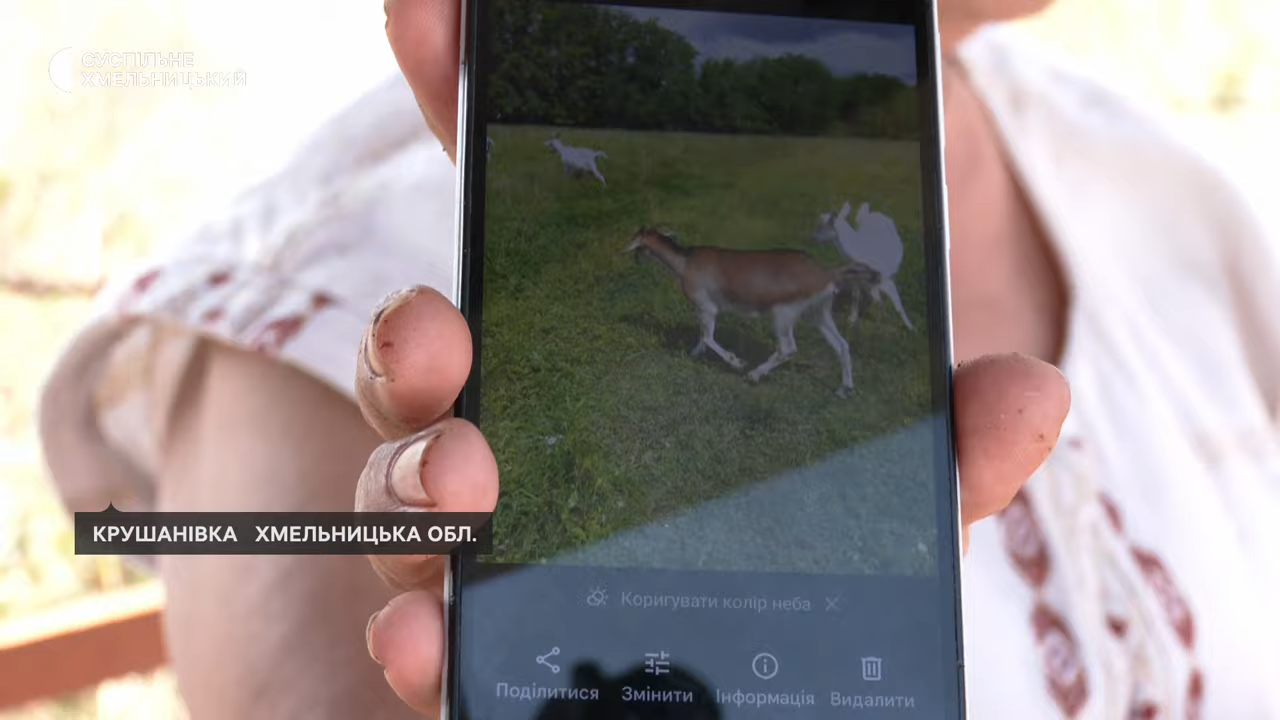 СУСПІЛЬНЕ
ХМЕЛЬНИЦЬКИЙ
КРУШАНІВКА ХМЕЛЬНИЦЬКА ОБЛ.
Коригувати колір неба
Поділитися Змінити Інформація Видалити